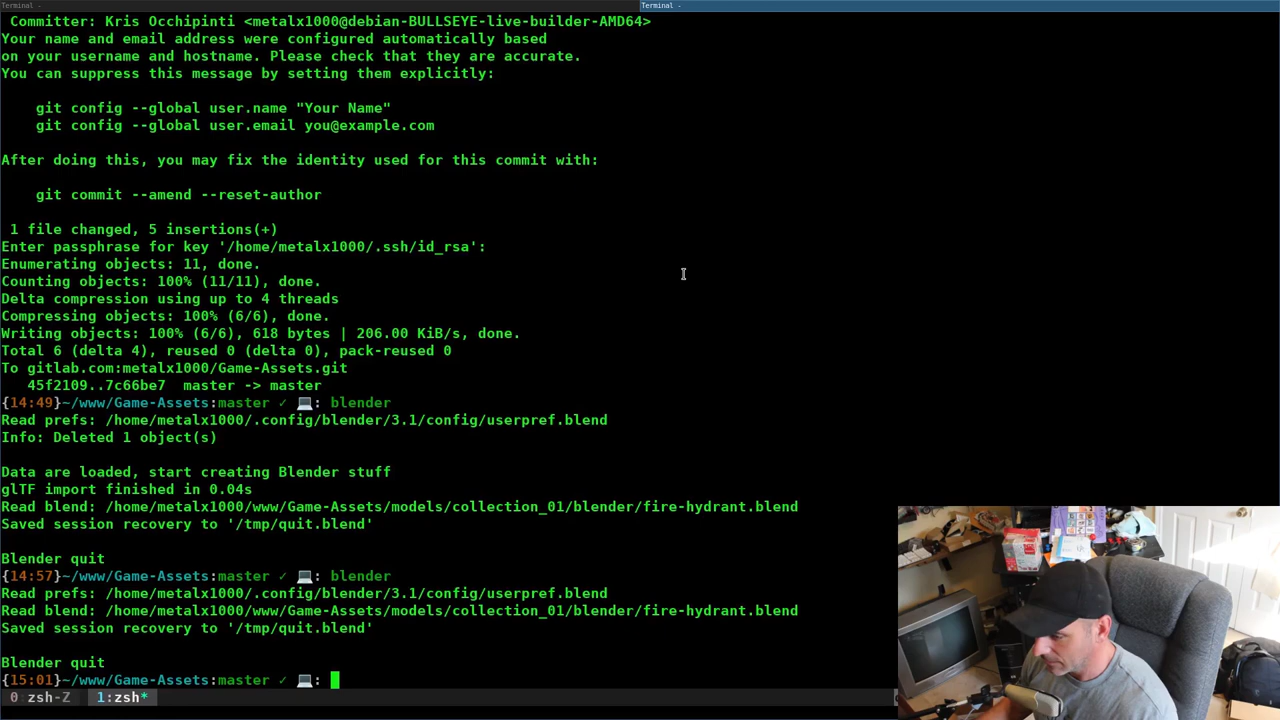 Terminal -
Terminal -
Committer: Kris Occhipinti <metalx1000@debian-BULLSEYE-live-builder-AMD64>
Your name and email address were configured automatically based
on your username and hostname. Please check that they are accurate.
You can suppress this message by setting them explicitly:
git config --global user.name "Your Name"
git config --global user.email you@example.com
After doing this, you may fix the identity used for this commit with:
git commit --amend --reset-author
1 file changed, 5 insertions(+)
Enter passphrase for key '/home/metalx1000/.ssh/id_rsa':
Enumerating objects: 11, done.
Counting objects: 100% (11/11), done.
Delta compression using up to 4 threads
Compressing objects: 100% (6/6), done.
Writing objects: 100% (6/6), 618 bytes | 206.00 KiB/s, done.
Total 6 (delta 4), reused 0 (delta 0), pack-reused 0
To gitlab.com:metalx1000/Game-Assets.git
45f2109..7c66be7  master -> master
{14:49}~/www/Game-Assets:master ✓ 💻: blender
Read prefs: /home/metalx1000/.config/blender/3.1/config/userpref.blend
Info: Deleted 1 object(s)
Data are loaded, start creating Blender stuff
glTF import finished in 0.04s
Read blend: /home/metalx1000/www/Game-Assets/models/collection_01/blender/fire-hydrant.blend
Saved session recovery to '/tmp/quit.blend'
Blender quit
{14:57}~/www/Game-Assets:master ✓ 💻: blender
Read prefs: /home/metalx1000/.config/blender/3.1/config/userpref.blend
Read blend: /home/metalx1000/www/Game-Assets/models/collection_01/blender/fire-hydrant.blend
Saved session recovery to '/tmp/quit.blend'
Blender quit
{15:01}~/www/Game-Assets:master ✓ 💻:
0 zsh-Z 1:zsh*